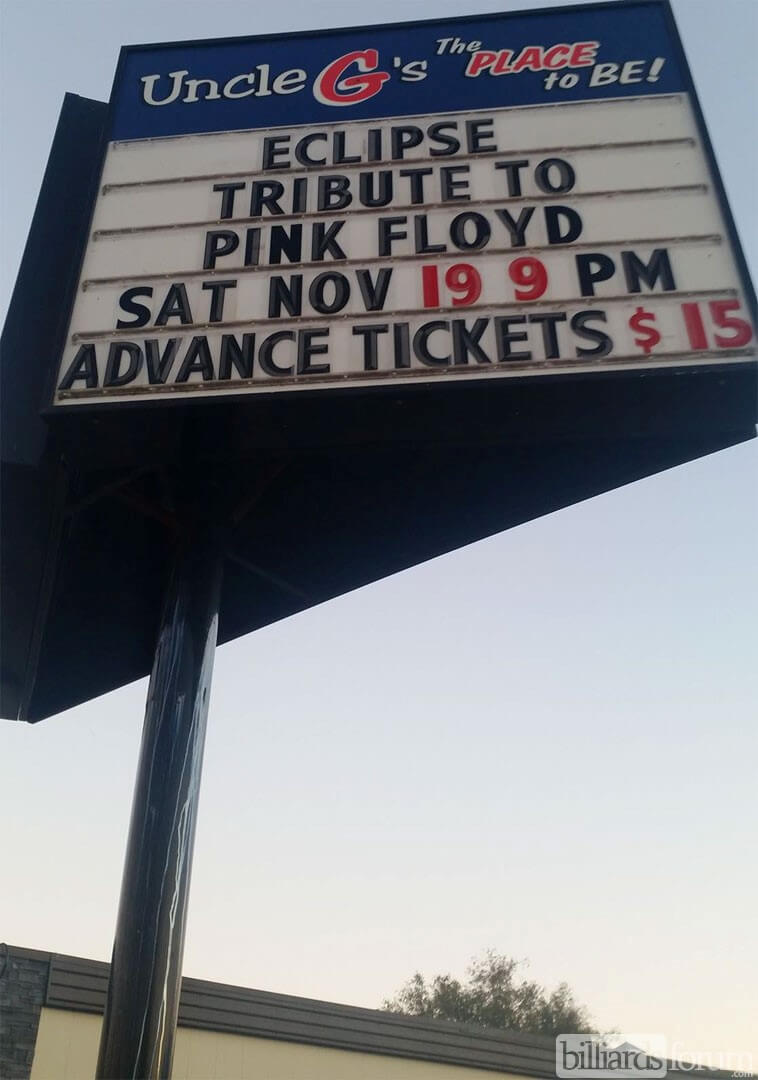 Uncle G's The PLACE to BE!
ECLIPSE
TRIBUTE TO
PINK FLOYD
SAT NOV 19 9 PM
ADVANCE TICKETS $ 15
billiardsforum
.com